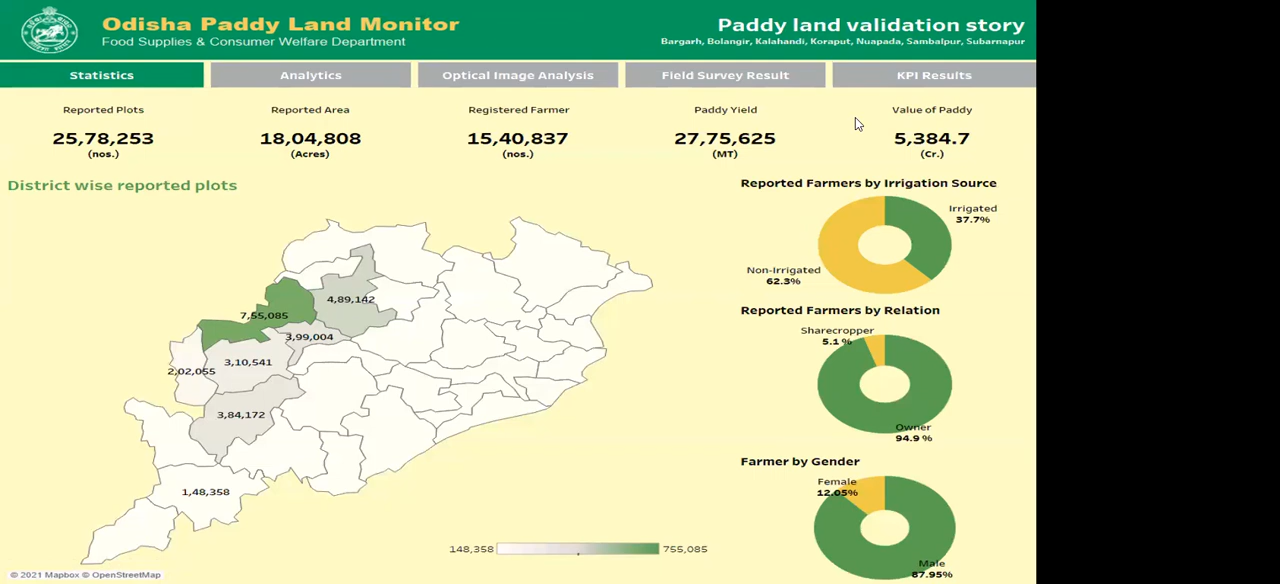 Odisha Paddy Land Monitor
Food Supplies & Consumer Welfare Department
Paddy land validation story
Bargarh, Bolangir, Kalahandi, Koraput, Nuapada, Sambalpur, Subarnapur
Statistics
Analytics
Optical Image Analysis
Field Survey Result
KPI Results
Reported Plots
25,78,253
(nos.)
Reported Area
18,04,808
(Acres)
Registered Farmer
15,40,837
(nos.)
Paddy Yield
27,75,625
(MT)
Value of Paddy
5,384.7
(Cr.)
District wise reported plots
4,89,142
7,55,085
3,99,004
3,10,541
2,02,055
3,84,172
1,48,358
148,358
755,085
© 2021 Mapbox © OpenStreetMap
Reported Farmers by Irrigation Source
Irrigated
37.7%
Non-Irrigated
62.3%
Reported Farmers by Relation
Sharecropper
5.1 %
Owner
94.9 %
Farmer by Gender
Female
12.05%
Male
87.95%